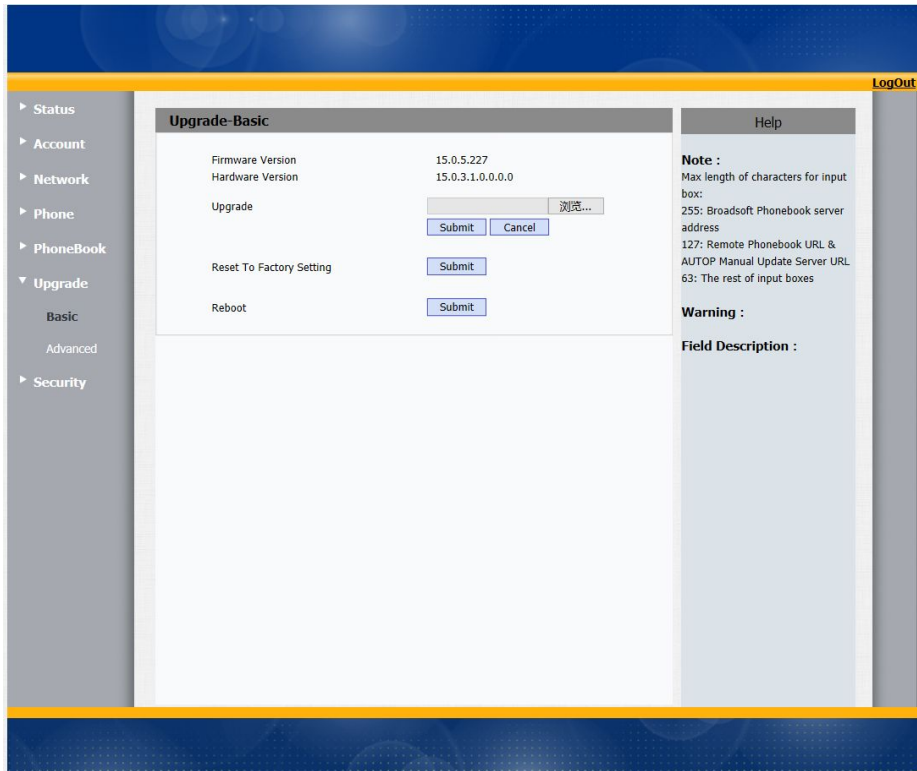 LogOut
Status
Account
Network
Phone
PhoneBook
Upgrade
Basic
Advanced
Security
Upgrade-Basic
Firmware Version 15.0.5.227
Hardware Version 15.0.3.1.0.0.0.0
Upgrade 浏览...
Submit Cancel
Reset To Factory Setting Submit
Reboot Submit
Help
Note :
Max length of characters for input
box:
255: Broadsoft Phonebook server
address
127: Remote Phonebook URL &
AUTOP Manual Update Server URL
63: The rest of input boxes
Warning :
Field Description :